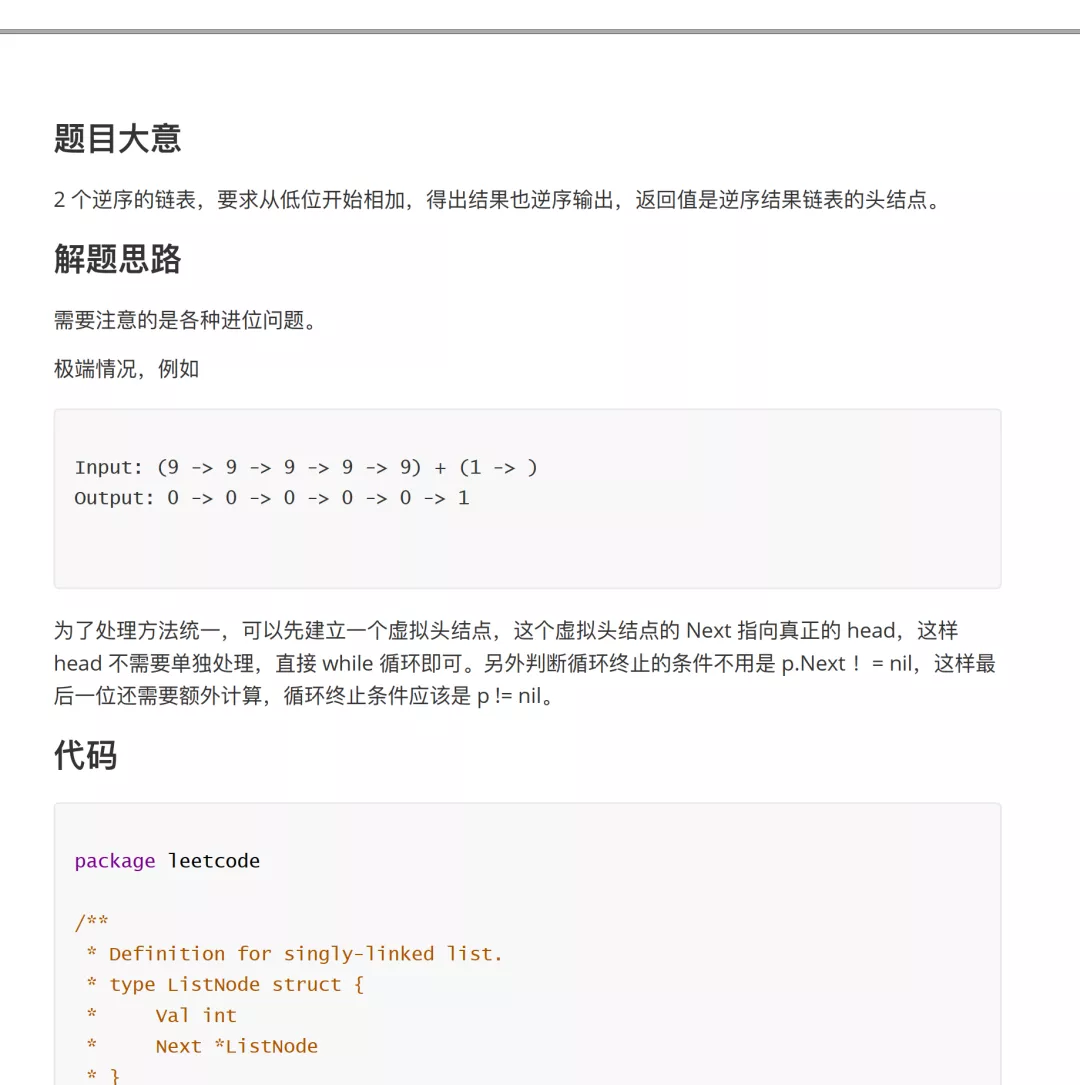 题目大意
2 个逆序的链表，要求从低位开始相加，得出结果也逆序输出，返回值是逆序结果链表的头结点。
解题思路
需要注意的是各种进位问题。
极端情况，例如
Input: (9 -> 9 -> 9 -> 9 -> 9) + (1 -> )
Output: 0 -> 0 -> 0 -> 0 -> 0 -> 1
为了处理方法统一，可以先建立一个虚拟头结点，这个虚拟头结点的 Next 指向真正的 head，这样
head 不需要单独处理，直接 while 循环即可。另外判断循环终止的条件不用是 p.Next！= nil，这样最
后一位还需要额外计算，循环终止条件应该是 p != nil。
代码
package leetcode
/**
 * Definition for singly-linked list.
 * type ListNode struct {
 *     Val int
 *     Next *ListNode
 * }